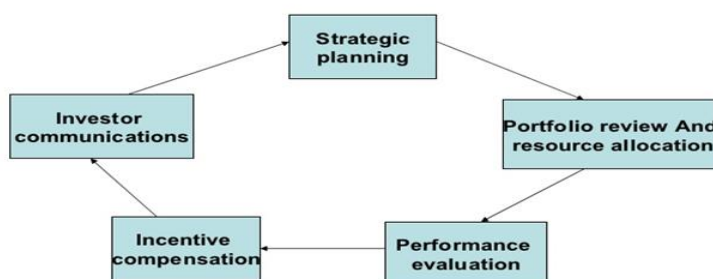 Strategic
planning
Portfolio review And
resource allocation
Performance
evaluation
Incentive
compensation
Investor
communications